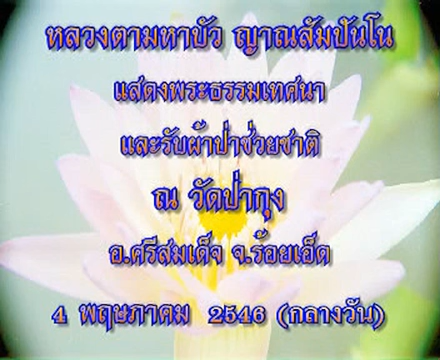 หลวงตามหาบัว ญาณสัมปันโน
แสดงพระธรรมเทศนา
และรับผ้าป่าช่วยชาติ
ณ วัดป่ากุง
อ.ศรีสมเด็จ จ.ร้อยเอ็ด
4 พฤษภาคม 2546 (กลางวัน)